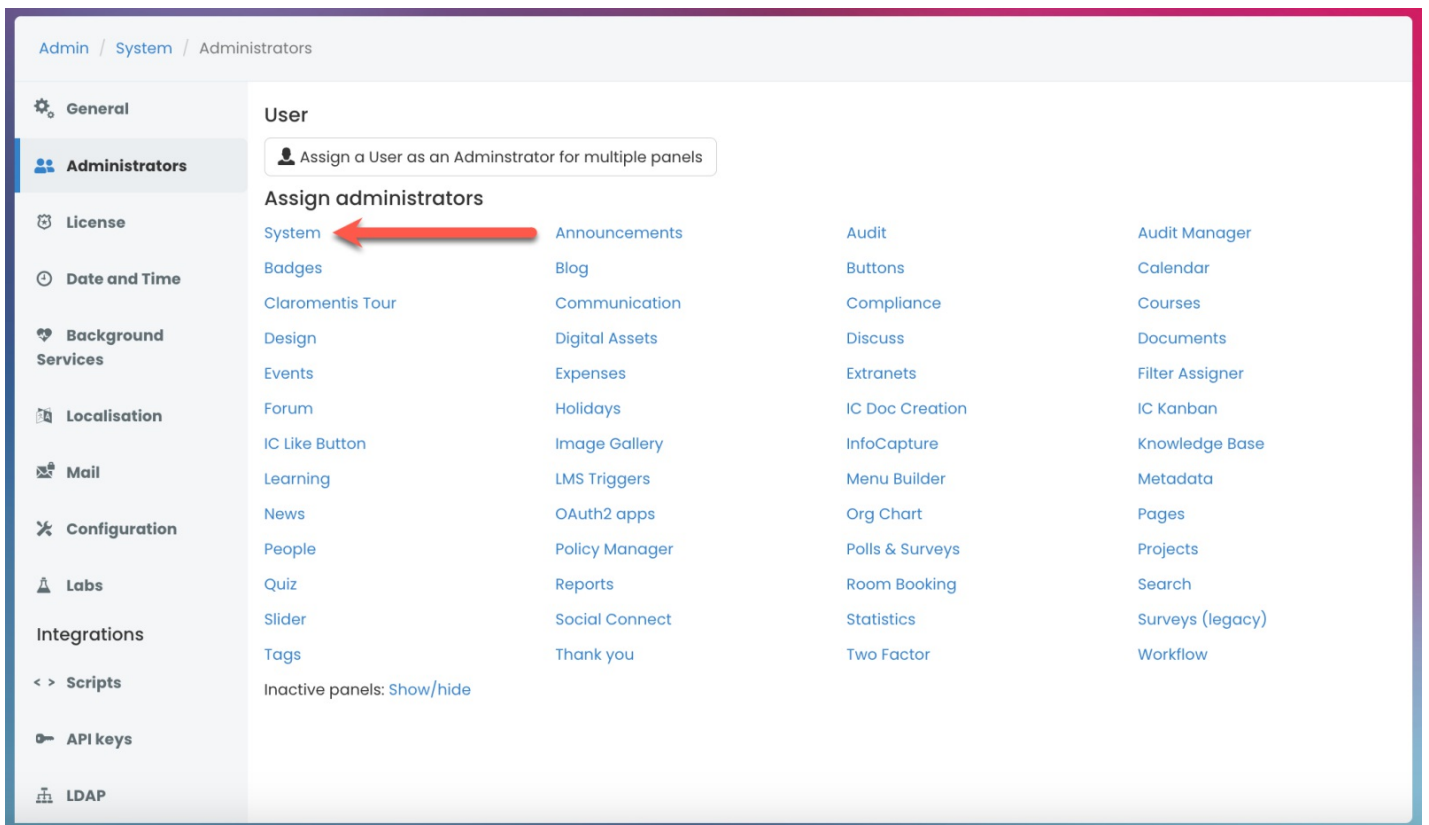 Admin / System / Administrators
General
Administrators
License
Date and Time
Background
Services
Localisation
Mail
Configuration
Labs
Integrations
< > Scripts
API keys
LDAP
User
Assign a User as an Adminstrator for multiple panels
Assign administrators
System Announcements Audit Audit Manager
Badges Blog Buttons Calendar
Claromentis Tour Communication Compliance Courses
Design Digital Assets Discuss Documents
Events Expenses Extranets Filter Assigner
Forum Holidays IC Doc Creation IC Kanban
IC Like Button Image Gallery InfoCapture Knowledge Base
Learning LMS Triggers Menu Builder Metadata
News OAuth2 apps Org Chart Pages
People Policy Manager Polls & Surveys Projects
Quiz Reports Room Booking Search
Slider Social Connect Statistics Surveys (legacy)
Tags Thank you Two Factor Workflow
Inactive panels: Show/hide